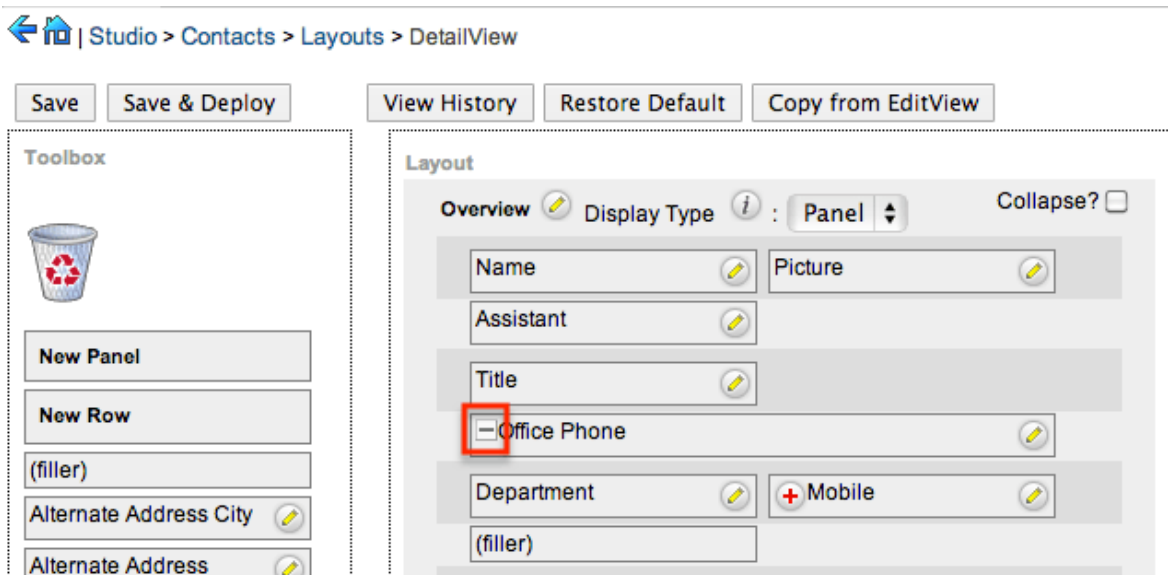 | Studio > Contacts > Layouts > DetailView
Save Save & Deploy View History Restore Default Copy from EditView
Toolbox
New Panel
New Row
(filler)
Alternate Address City
Alternate Address
Layout
Overview Display Type i : Panel Collapse?
Name Picture
Assistant
Title
Office Phone
Department Mobile
(filler)